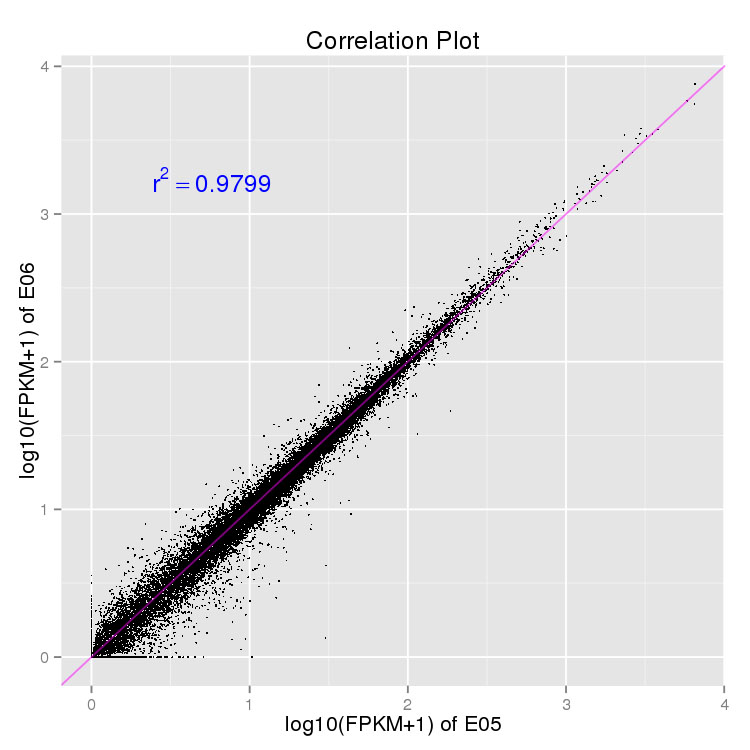 Correlation Plot
r² = 0.9799
log10(FPKM+1) of E06
4
3
2
1
0
0 1 2 3 4
log10(FPKM+1) of E05